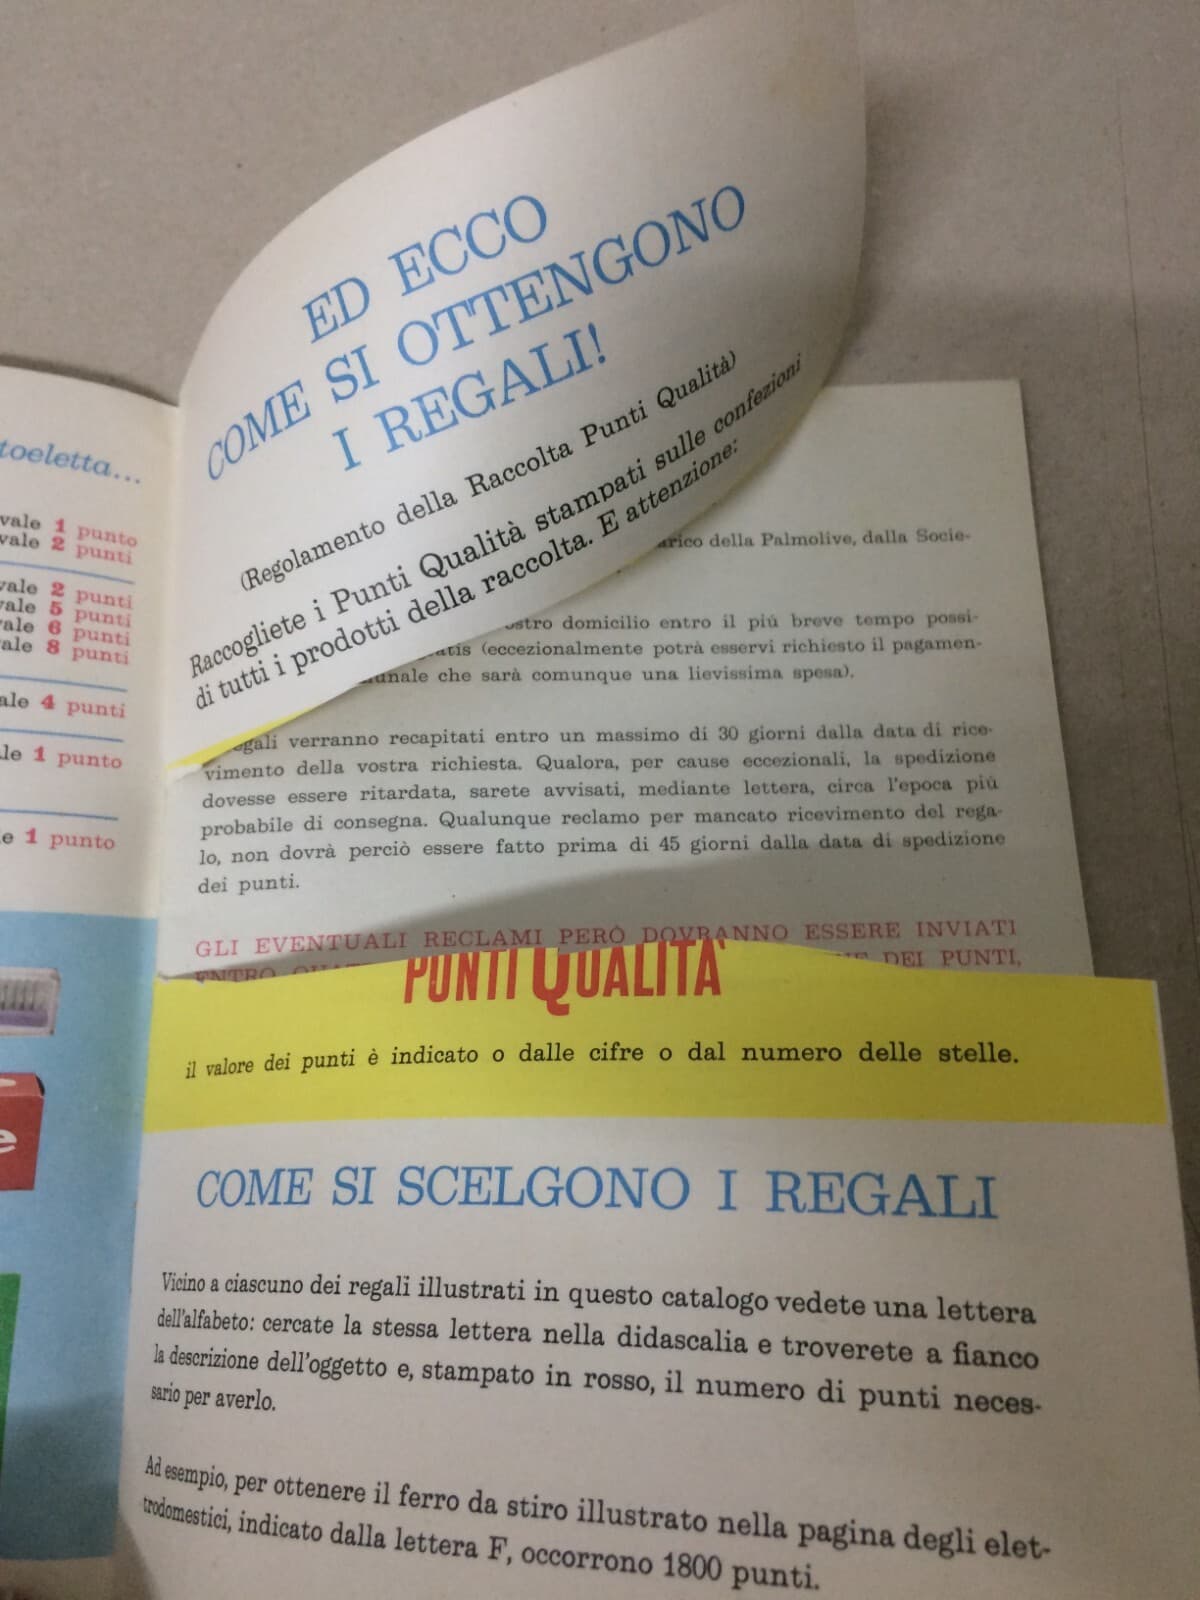 toeletta...
vale 1 punto
vale 2 punti
vale 2 punti
vale 5 punti
vale 6 punti
vale 8 punti
vale 4 punti
1 punto
1 punto
e
ED ECCO
COME SI OTTENGONO
I REGALI!
(Regolamento della Raccolta Punti Qualità)
Raccogliete i Punti Qualità stampati sulle confezioni
di tutti i prodotti della raccolta. E attenzione:
della Palmolive, dalla Socie-
domicilio entro il più breve tempo possi-
(eccezionalmente potrà esservi richiesto il pagamen-
che sarà comunque una lievissima spesa).
verranno recapitati entro un massimo di 30 giorni dalla data di rice-
vimento della vostra richiesta. Qualora, per cause eccezionali, la spedizione
dovesse essere ritardata, sarete avvisati, mediante lettera, circa l'epoca più
probabile di consegna. Qualunque reclamo per mancato ricevimento del rega-
lo, non dovrà perciò essere fatto prima di 45 giorni dalla data di spedizione
dei punti.
GLI EVENTUALI RECLAMI PERÒ DOVRANNO ESSERE INVIATI
ENTRO DEI PUNTI,
PUNTI QUALITA'
il valore dei punti è indicato o dalle cifre o dal numero delle stelle.
COME SI SCELGONO I REGALI
Vicino a ciascuno dei regali illustrati in questo catalogo vedete una lettera
dell'alfabeto: cercate la stessa lettera nella didascalia e troverete a fianco
la descrizione dell'oggetto e, stampato in rosso, il numero di punti neces-
sario per averlo.
Ad esempio, per ottenere il ferro da stiro illustrato nella pagina degli elet-
trodomestici, indicato dalla lettera F, occorrono 1800 punti.